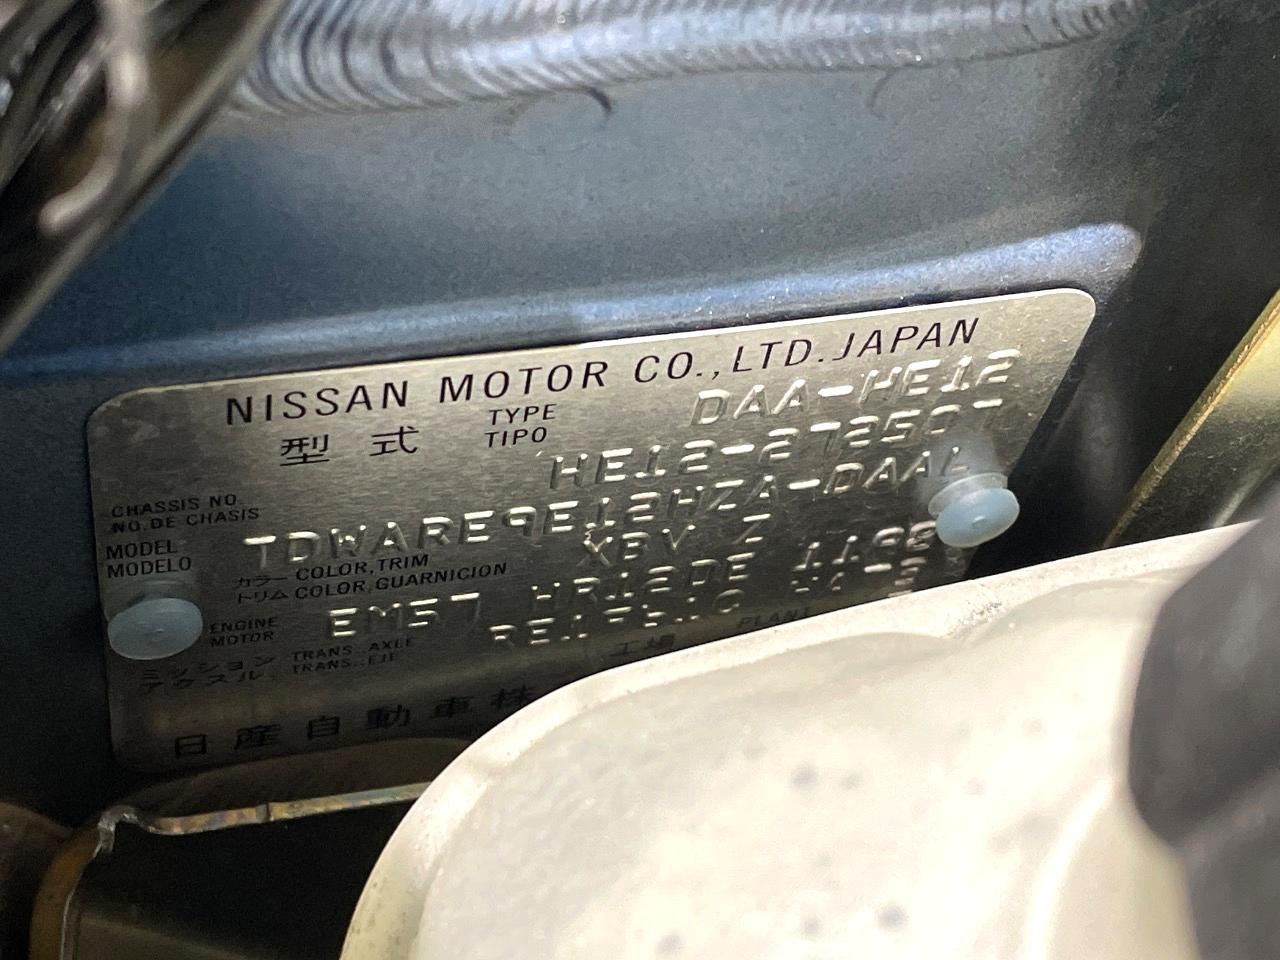 NISSAN MOTOR CO.,LTD. JAPAN
型式 TYPE TIPO DAA-HE12
CHASSIS NO. NO. DE CHASIS HE12-272507
MODEL MODELO TDWARE9E12HZA-DAAL
カラー COLOR,TRIM
トリム COLOR,GUARNICION XBV Z
ENGINE MOTOR EM57 HR12DE 1198
ミッション TRANS. AXLE
アクスル TRANS. EJE
工場 PLANT
日産自動車株